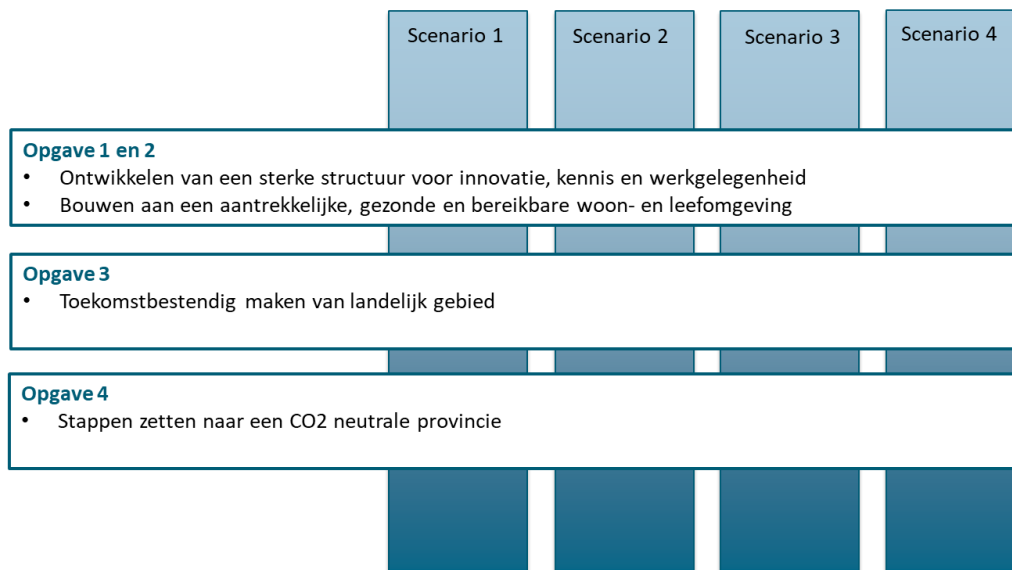 Scenario 1
Scenario 2
Scenario 3
Scenario 4
Opgave 1 en 2
• Ontwikkelen van een sterke structuur voor innovatie, kennis en werkgelegenheid
• Bouwen aan een aantrekkelijke, gezonde en bereikbare woon- en leefomgeving
Opgave 3
• Toekomstbestendig maken van landelijk gebied
Opgave 4
• Stappen zetten naar een CO2 neutrale provincie